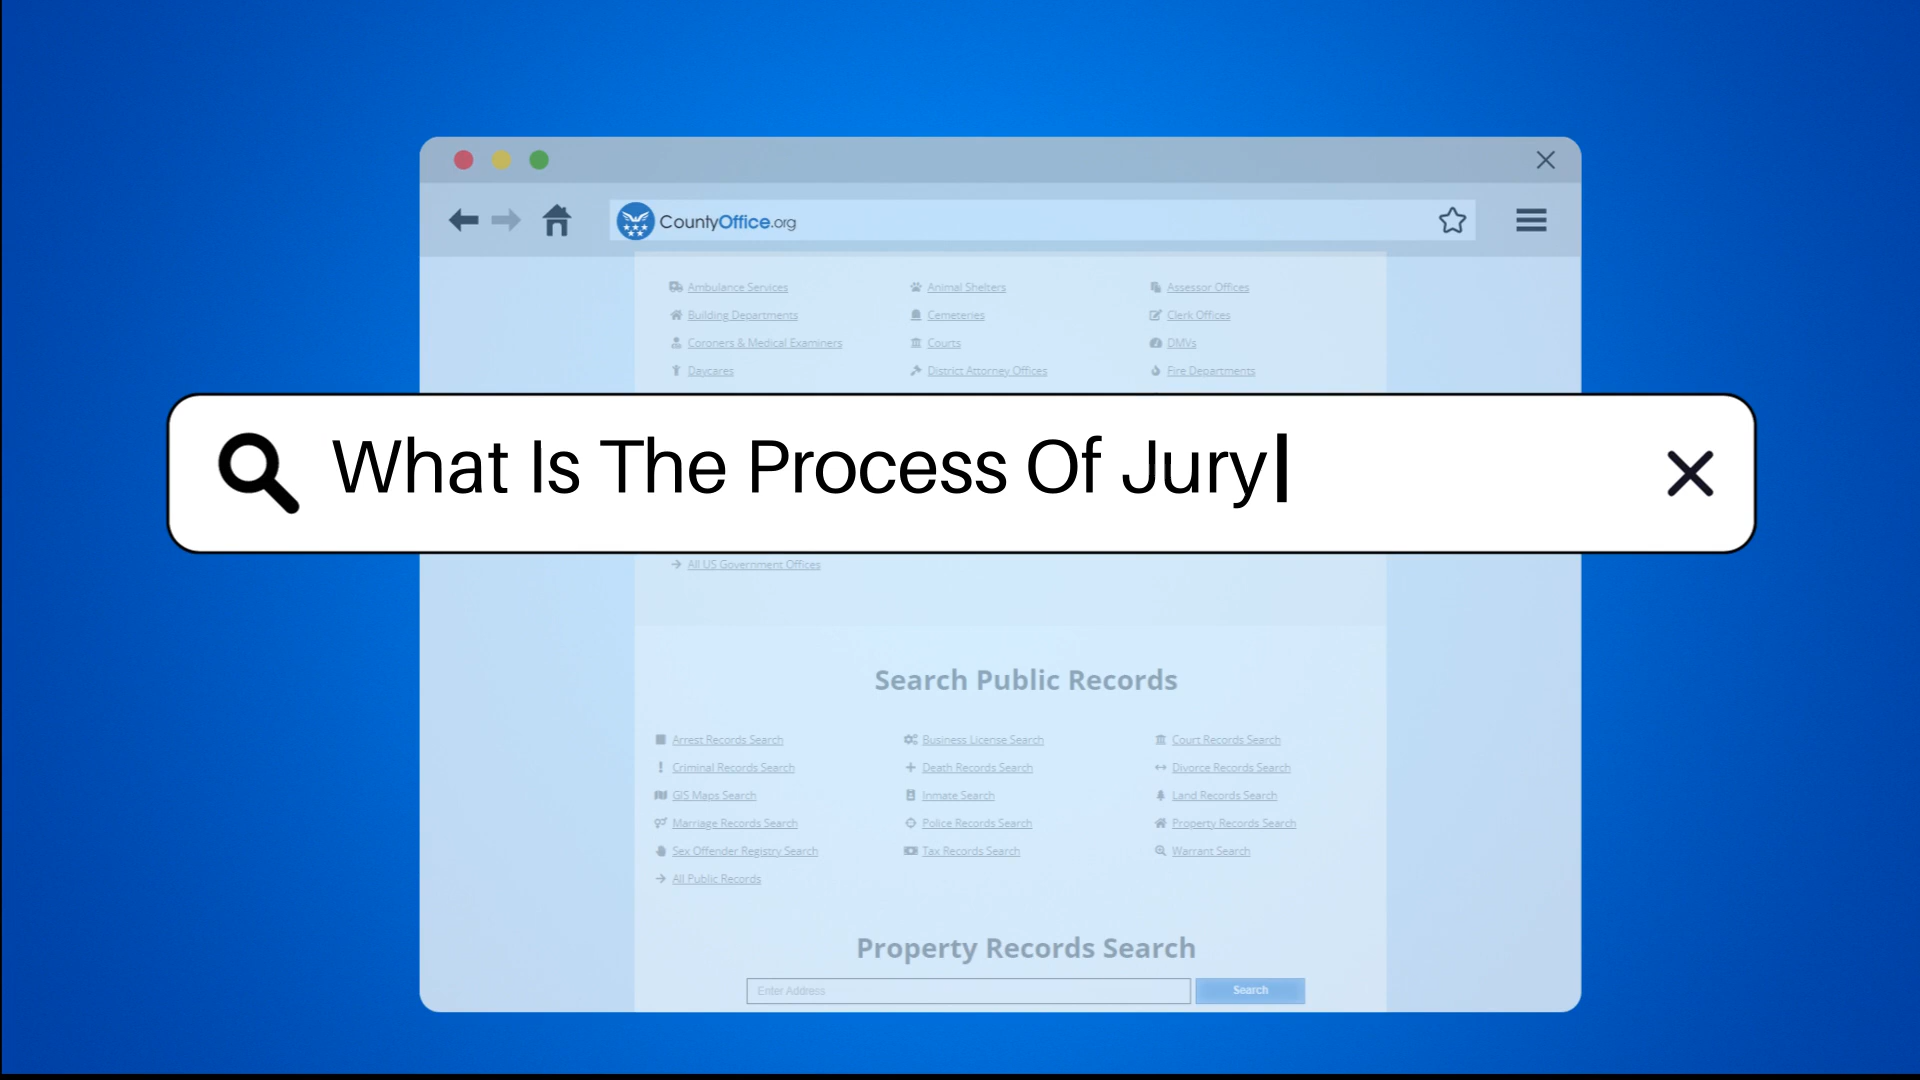 CountyOffice.org
Ambulance Services Animal Shelters Assessor Offices
Building Departments Cemeteries Clerk Offices
Coroners & Medical Examiners Courts DMVs
Daycares District Attorney Offices Fire Departments
What Is The Process Of Jury
All US Government Offices
Search Public Records
Arrest Records Search Business License Search Court Records Search
Criminal Records Search Death Records Search Divorce Records Search
GIS Maps Search Inmate Search Land Records Search
Marriage Records Search Police Records Search Property Records Search
Sex Offender Registry Search Tax Records Search Warrant Search
All Public Records
Property Records Search
Enter Address Search